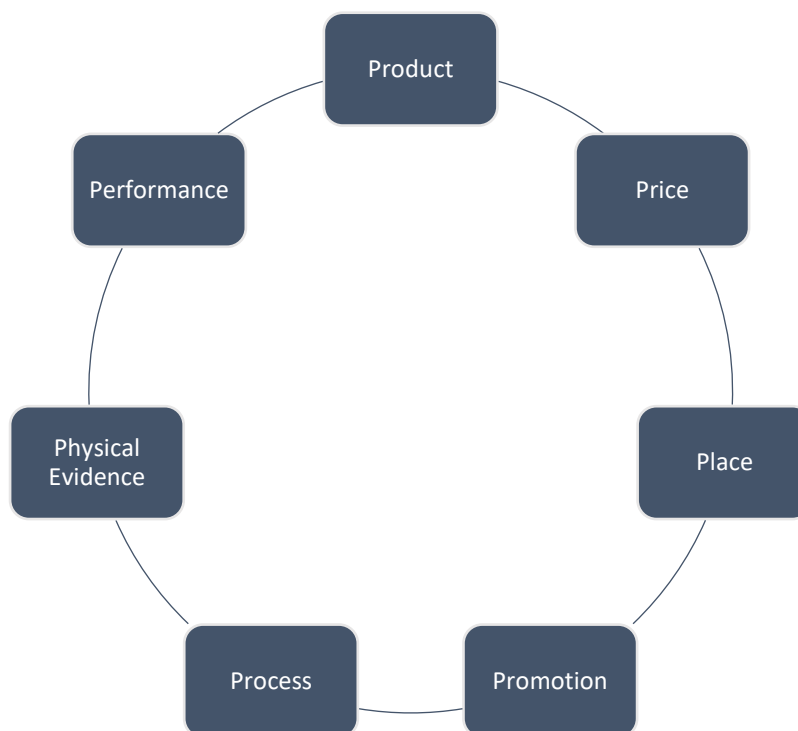 Product
Price
Place
Promotion
Process
Physical
Evidence
Performance